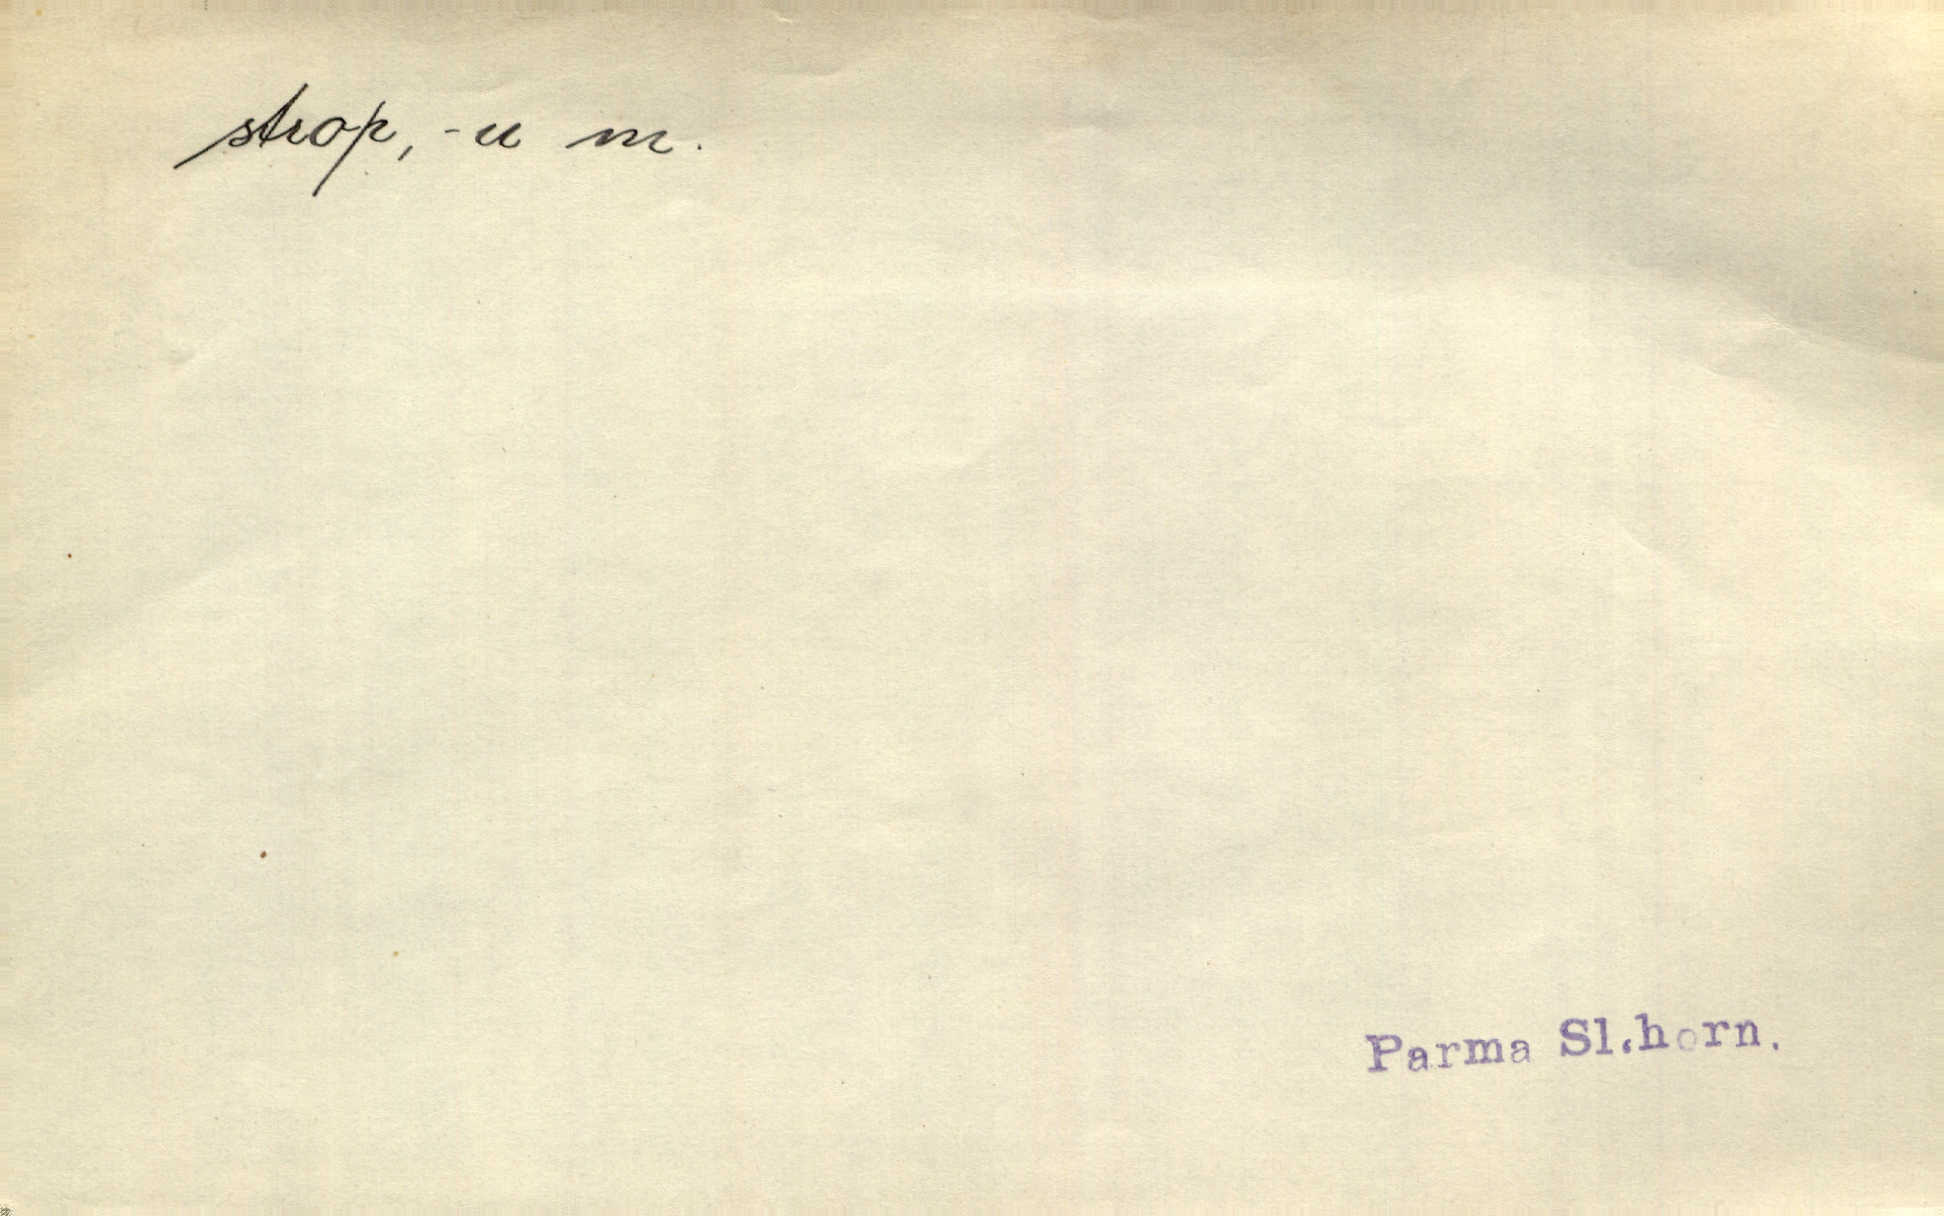 strop, -u m.
Parma Sl.horn.